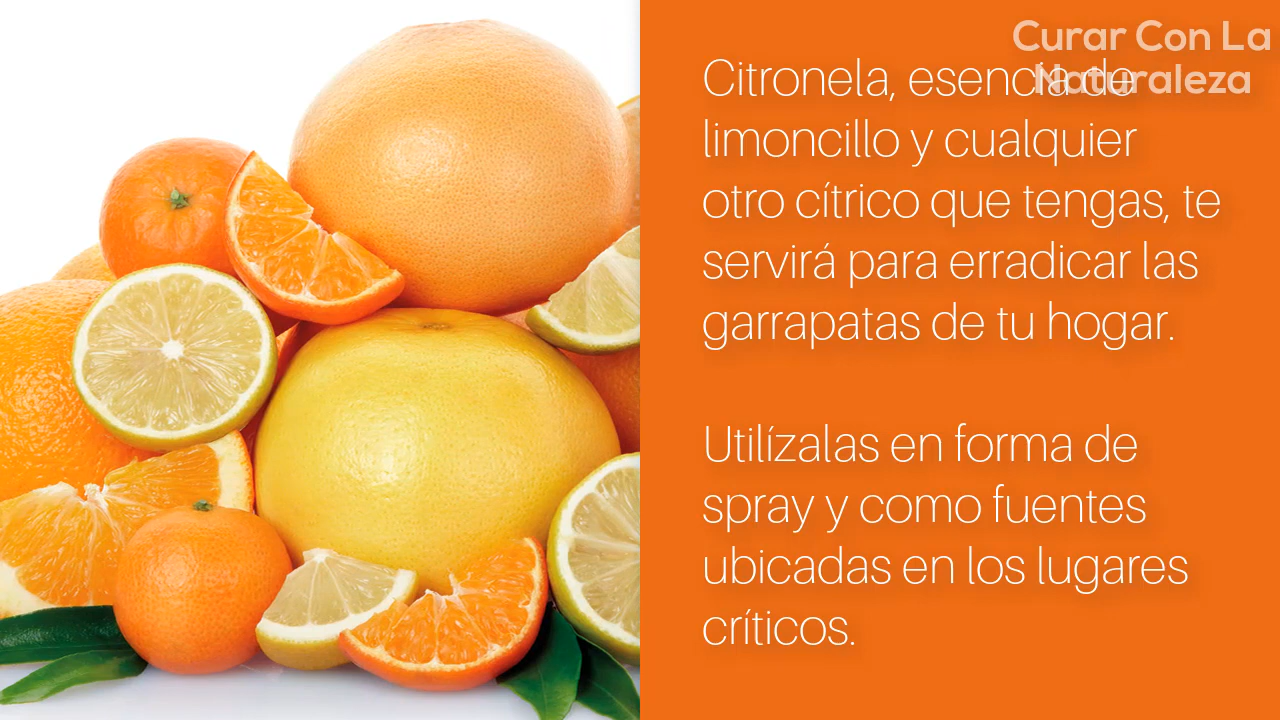 Curar Con La
Naturaleza
Citronela, esencia de
limoncillo y cualquier
otro cítrico que tengas, te
servirá para erradicar las
garrapatas de tu hogar.
Utilízalas en forma de
spray y como fuentes
ubicadas en los lugares
críticos.